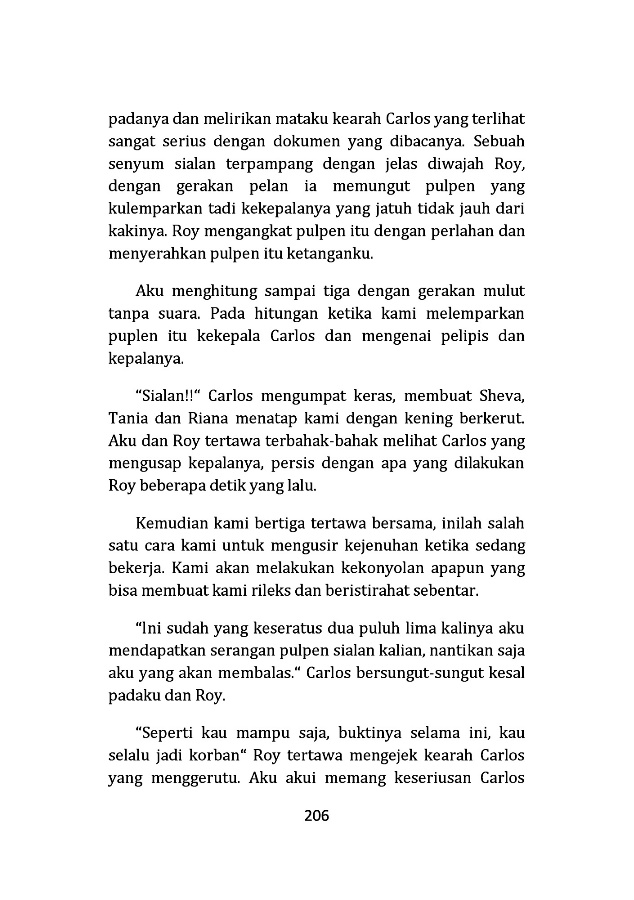 padanya dan melirikan mataku kearah Carlos yang terlihat
sangat serius dengan dokumen yang dibacanya. Sebuah
senyum sialan terpampang dengan jelas diwajah Roy,
dengan gerakan pelan ia memungut pulpen yang
kulemparkan tadi kekepalanya yang jatuh tidak jauh dari
kakinya. Roy mengangkat pulpen itu dengan perlahan dan
menyerahkan pulpen itu ketanganku.
Aku menghitung sampai tiga dengan gerakan mulut
tanpa suara. Pada hitungan ketika kami melemparkan
puplen itu kekepala Carlos dan mengenai pelipis dan
kepalanya.
“Sialan!!“ Carlos mengumpat keras, membuat Sheva,
Tania dan Riana menatap kami dengan kening berkerut.
Aku dan Roy tertawa terbahak-bahak melihat Carlos yang
mengusap kepalanya, persis dengan apa yang dilakukan
Roy beberapa detik yang lalu.
Kemudian kami bertiga tertawa bersama, inilah salah
satu cara kami untuk mengusir kejenuhan ketika sedang
bekerja. Kami akan melakukan kekonyolan apapun yang
bisa membuat kami rileks dan beristirahat sebentar.
“Ini sudah yang keseratus dua puluh lima kalinya aku
mendapatkan serangan pulpen sialan kalian, nantikan saja
aku yang akan membalas.“ Carlos bersungut-sungut kesal
padaku dan Roy.
“Seperti kau mampu saja, buktinya selama ini, kau
selalu jadi korban“ Roy tertawa mengejek kearah Carlos
yang menggerutu. Aku akui memang keseriusan Carlos
206